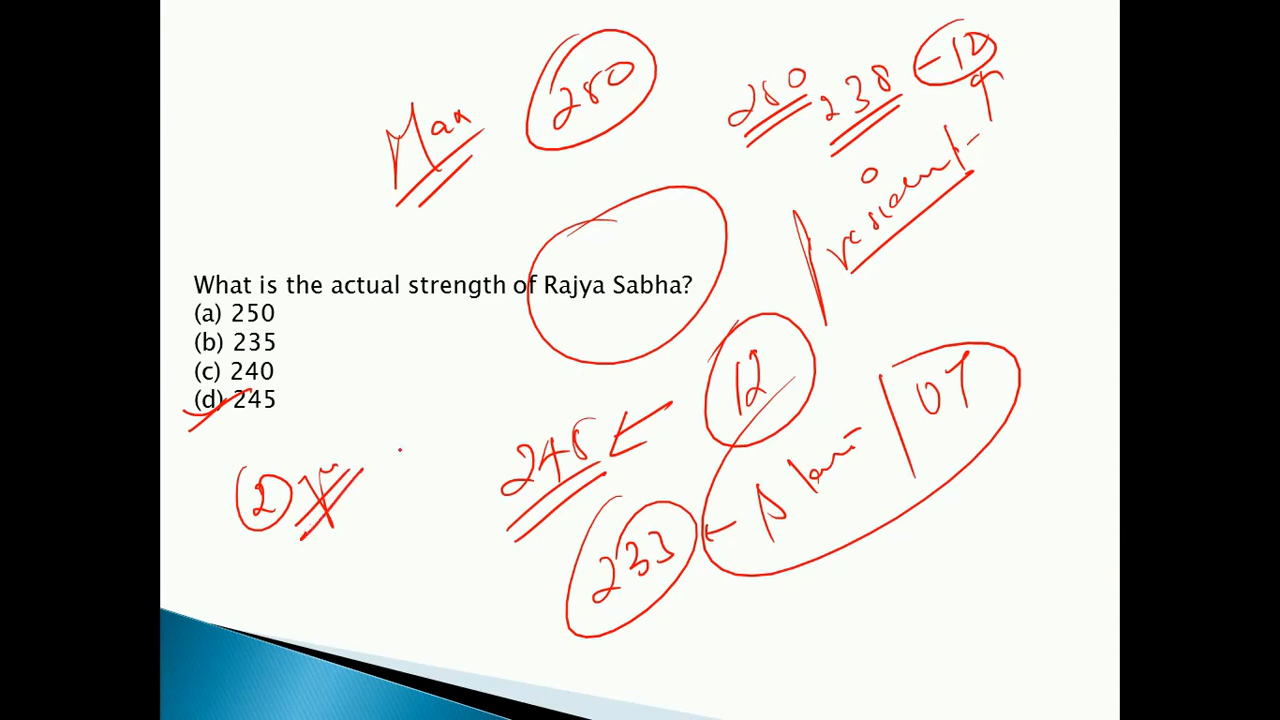 Max 250
250 238 -12
President
What is the actual strength of Rajya Sabha?
(a) 250
(b) 235
(c) 240
(d) 245
12
245
233